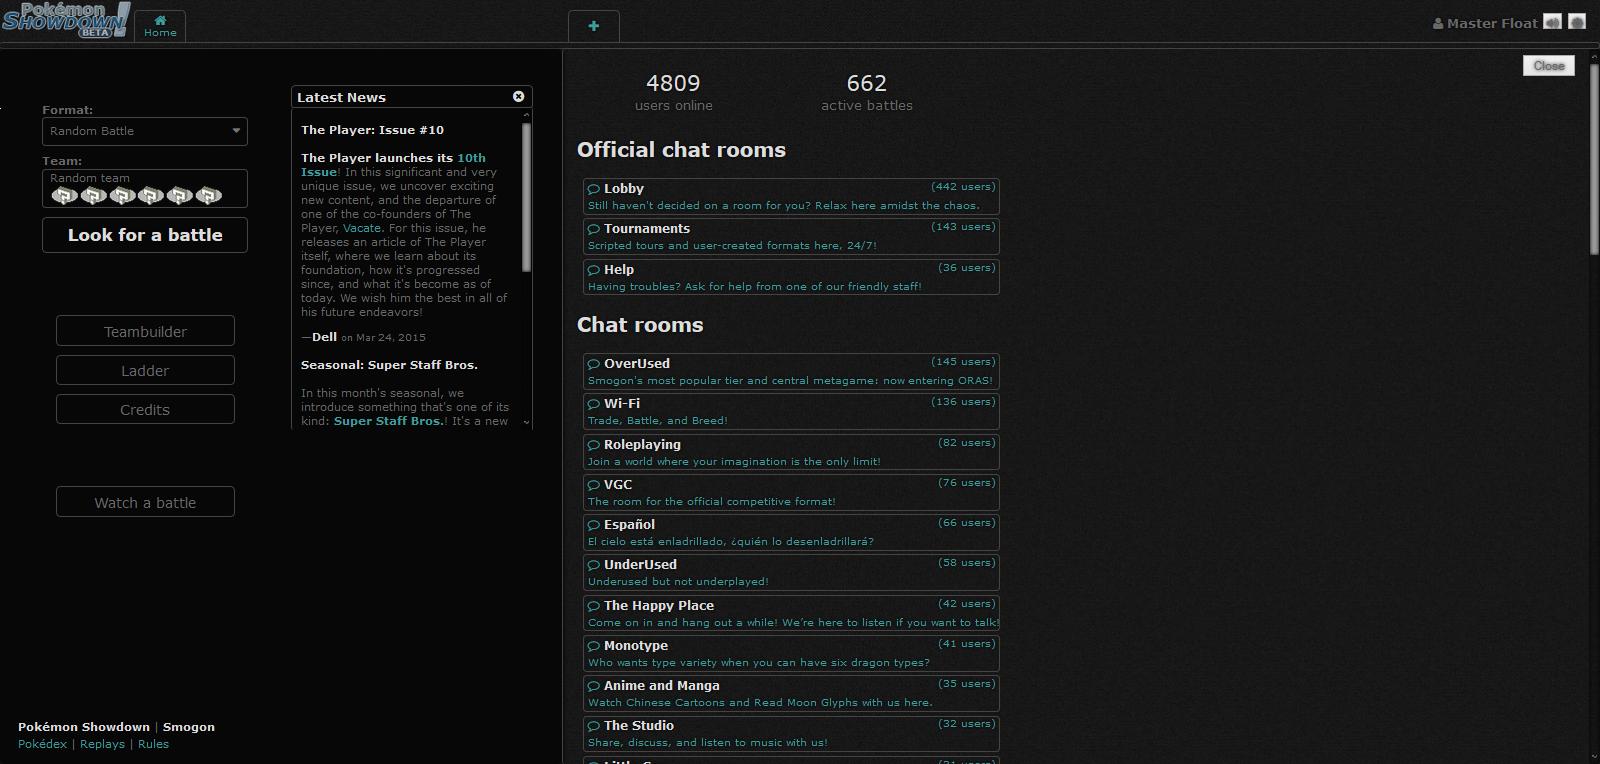 Pokémon
SHOWDOWN!
BETA
Home
Master Float
Format:
Random Battle
Team:
Random team
Look for a battle
Teambuilder
Ladder
Credits
Watch a battle
Pokémon Showdown | Smogon
Pokédex | Replays | Rules
Latest News
The Player: Issue #10
The Player launches its 10th
Issue! In this significant and very
unique issue, we uncover exciting
new content, and the departure of
one of the co-founders of The
Player, Vacate. For this issue, he
releases an article of The Player
itself, where we learn about its
foundation, how it's progressed
since, and what it's become as of
today. We wish him the best in all of
his future endeavors!
—Dell on Mar 24, 2015
Seasonal: Super Staff Bros.
In this month's seasonal, we
introduce something that's one of its
kind: Super Staff Bros.! It's a new
Close
4809
users online
662
active battles
Official chat rooms
Lobby (442 users)
Still haven't decided on a room for you? Relax here amidst the chaos.
Tournaments (143 users)
Scripted tours and user-created formats here, 24/7!
Help (36 users)
Having troubles? Ask for help from one of our friendly staff!
Chat rooms
OverUsed (145 users)
Smogon's most popular tier and central metagame: now entering ORAS!
Wi-Fi (136 users)
Trade, Battle, and Breed!
Roleplaying (82 users)
Join a world where your imagination is the only limit!
VGC (76 users)
The room for the official competitive format!
Español (66 users)
El cielo está enladrillado, ¿quién lo desenladrillará?
UnderUsed (58 users)
Underused but not underplayed!
The Happy Place (42 users)
Come on in and hang out a while! We're here to listen if you want to talk!
Monotype (41 users)
Who wants type variety when you can have six dragon types?
Anime and Manga (35 users)
Watch Chinese Cartoons and Read Moon Glyphs with us here.
The Studio (32 users)
Share, discuss, and listen to music with us!